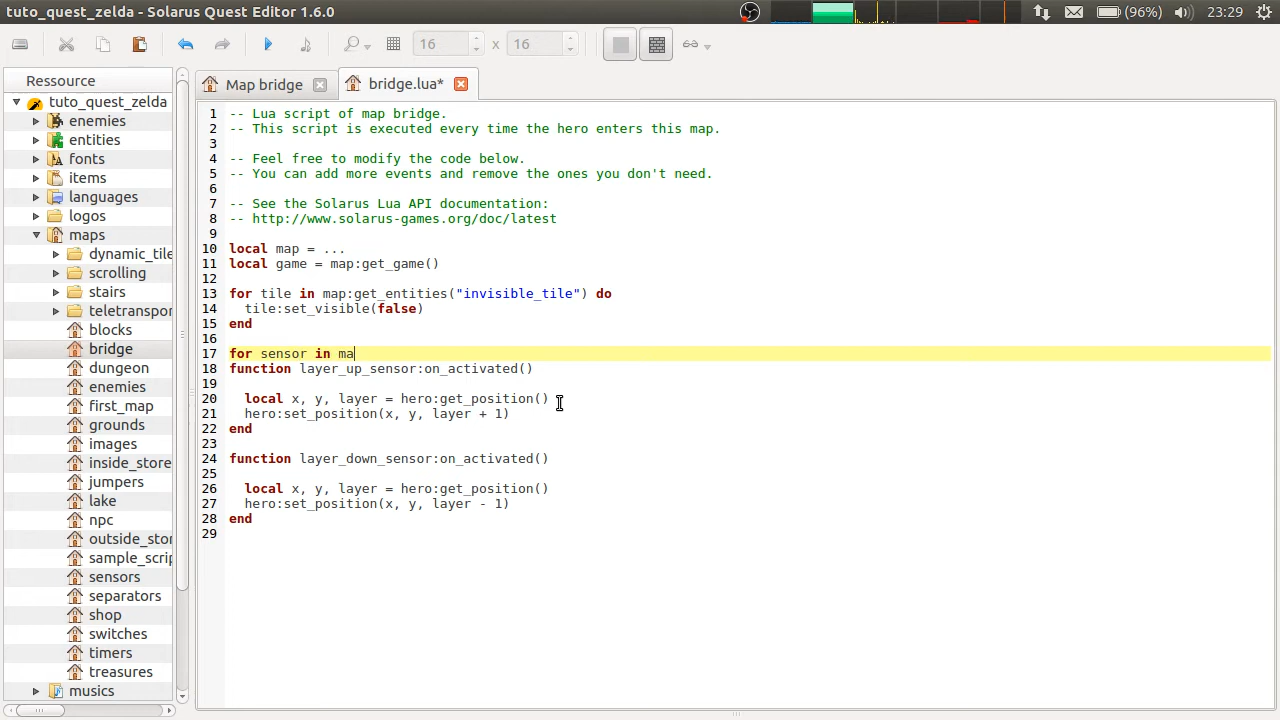 tuto_quest_zelda - Solarus Quest Editor 1.6.0
(96%)
23:29
16
x
16
Ressource
tuto_quest_zelda
enemies
entities
fonts
items
languages
logos
maps
dynamic_tile
scrolling
stairs
teletranspor
blocks
bridge
dungeon
enemies
first_map
grounds
images
inside_store
jumpers
lake
npc
outside_stor
sample_scrip
sensors
separators
shop
switches
timers
treasures
musics
Map bridge
bridge.lua*
1 -- Lua script of map bridge.
2 -- This script is executed every time the hero enters this map.
3
4 -- Feel free to modify the code below.
5 -- You can add more events and remove the ones you don't need.
6
7 -- See the Solarus Lua API documentation:
8 -- http://www.solarus-games.org/doc/latest
9
10 local map = ...
11 local game = map:get_game()
12
13 for tile in map:get_entities("invisible_tile") do
14   tile:set_visible(false)
15 end
16
17 for sensor in ma
18 function layer_up_sensor:on_activated()
19
20   local x, y, layer = hero:get_position()
21   hero:set_position(x, y, layer + 1)
22 end
23
24 function layer_down_sensor:on_activated()
25
26   local x, y, layer = hero:get_position()
27   hero:set_position(x, y, layer - 1)
28 end
29